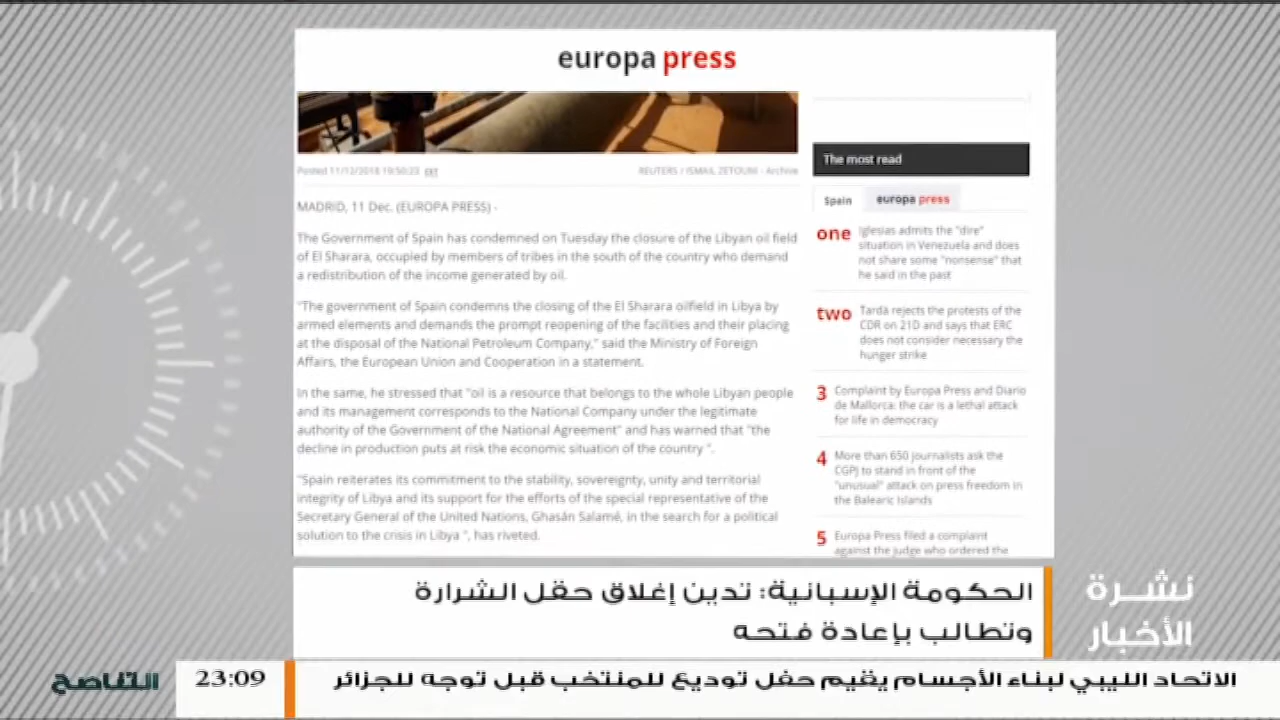 europa press
Posted 11/12/2018 19:50:23 CET
REUTERS / ISMAIL ZETOUNI - Archive
MADRID, 11 Dec. (EUROPA PRESS) -
The Government of Spain has condemned on Tuesday the closure of the Libyan oil field
of El Sharara, occupied by members of tribes in the south of the country who demand
a redistribution of the income generated by oil.
"The government of Spain condemns the closing of the El Sharara oilfield in Libya by
armed elements and demands the prompt reopening of the facilities and their placing
at the disposal of the National Petroleum Company," said the Ministry of Foreign
Affairs, the European Union and Cooperation in a statement.
In the same, he stressed that "oil is a resource that belongs to the whole Libyan people
and its management corresponds to the National Company under the legitimate
authority of the Government of the National Agreement" and has warned that "the
decline in production puts at risk the economic situation of the country ".
"Spain reiterates its commitment to the stability, sovereignty, unity and territorial
integrity of Libya and its support for the efforts of the special representative of the
Secretary General of the United Nations, Ghasán Salamé, in the search for a political
solution to the crisis in Libya ", has riveted.
The most read
Spain europa press
one Iglesias admits the "dire"
situation in Venezuela and does
not share some "nonsense" that
he said in the past
two Tardà rejects the protests of the
CDR on 21D and says that ERC
does not consider necessary the
hunger strike
3 Complaint by Europa Press and Diario
de Mallorca: the car is a lethal attack
for life in democracy
4 More than 650 journalists ask the
CGPJ to stand in front of the
"unusual" attack on press freedom in
the Balearic Islands
5 Europa Press filed a complaint
against the judge who ordered the
الحكومة الإسبانية: تدين إغلاق حقل الشرارة
وتطالب بإعادة فتحه
نشرة
الأخبار
الاتحاد الليبي لبناء الأجسام يقيم حفل توديع للمنتخب قبل توجه للجزائر
23:09
التناصح